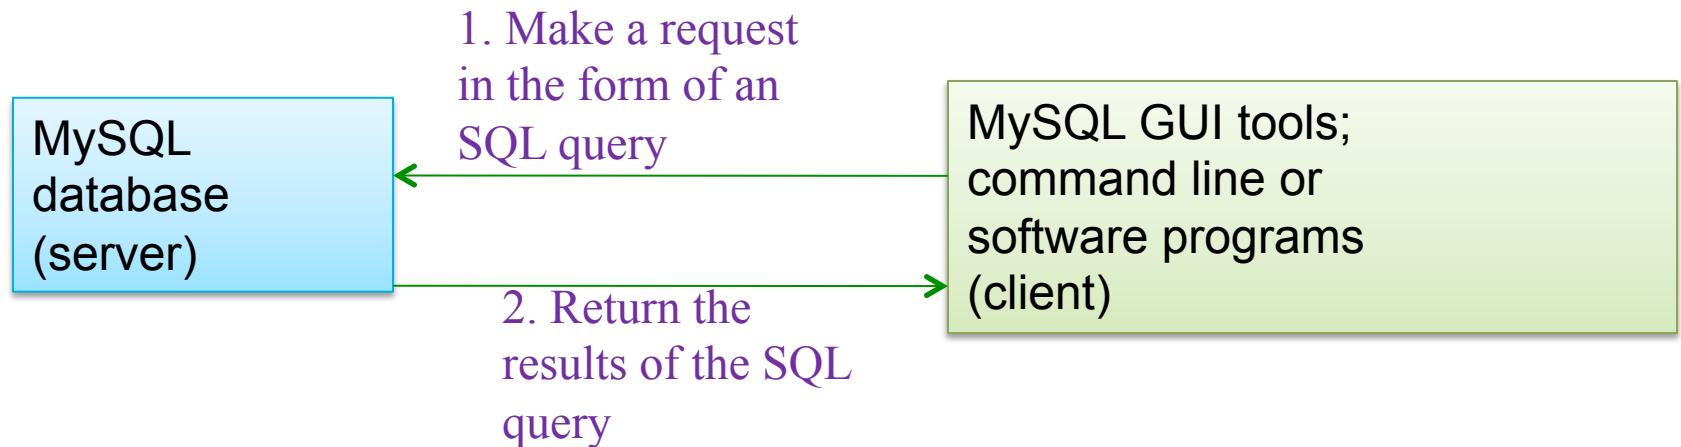 1. Make a request
in the form of an
SQL query
MySQL
database
(server)
MySQL GUI tools;
command line or
software programs
(client)
2. Return the
results of the SQL
query